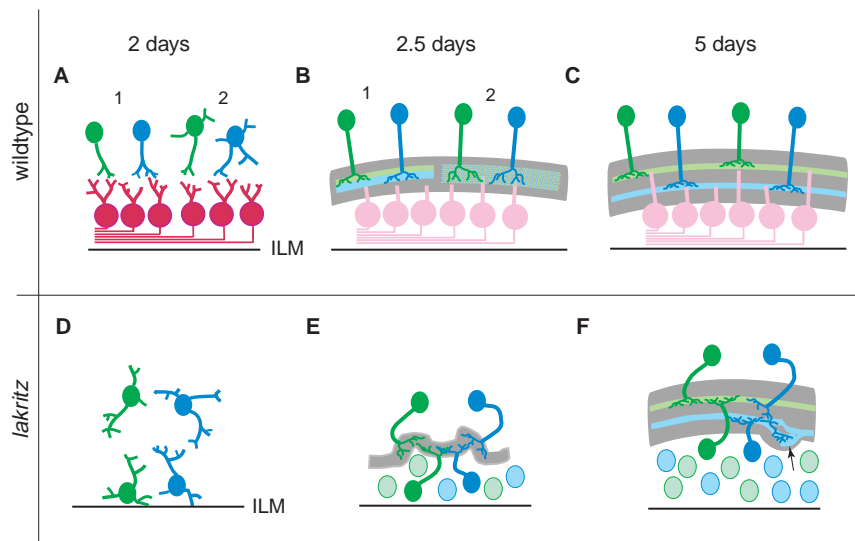 2 days 2.5 days 5 days
wildtype
A B C
1 2 1 2
ILM
lakritz
D E F
ILM